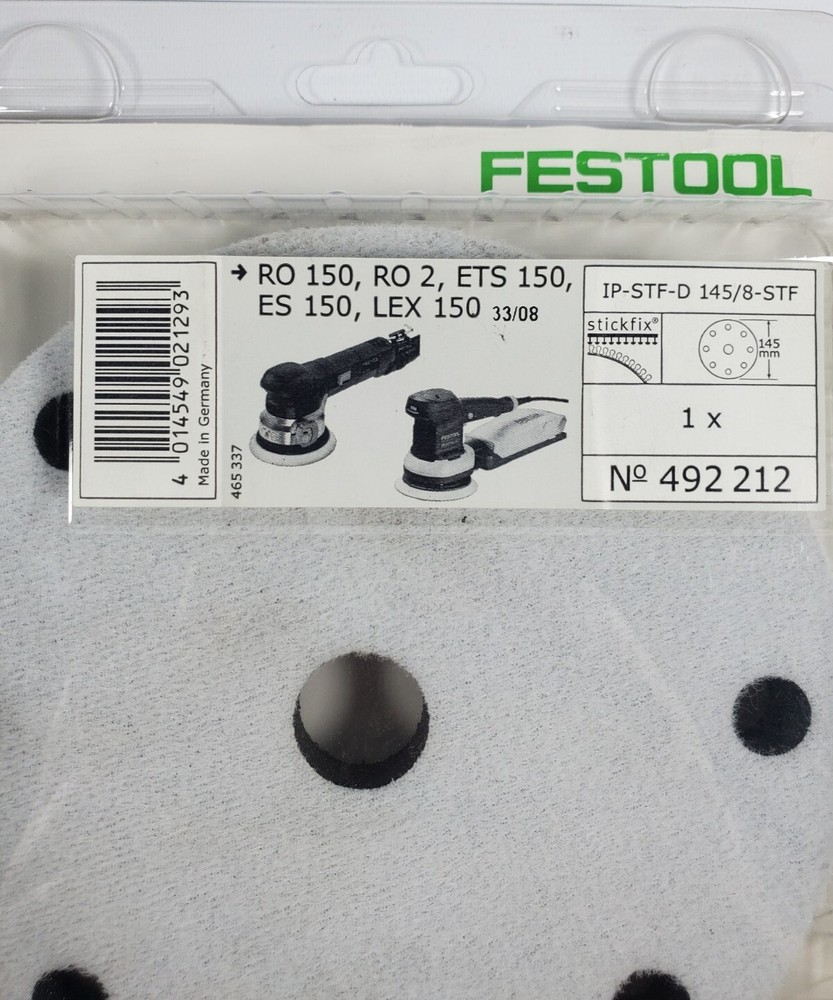 FESTOOL
→ RO 150, RO 2, ETS 150,
ES 150, LEX 150 33/08
4 014549 021293
Made in Germany
465 337
FESTOOL
IP-STF-D 145/8-STF
stickfix®
145
mm
1 x
Nº 492 212